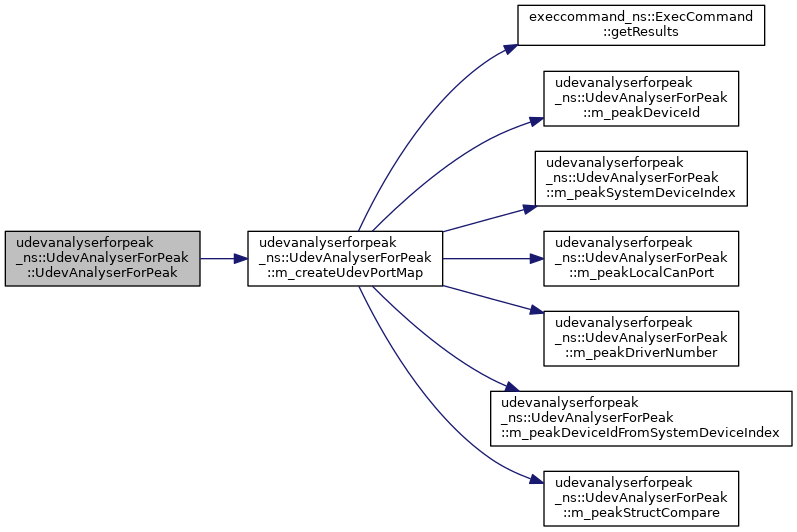 execcommand_ns::ExecCommand
::getResults
udevanalyserforpeak
_ns::UdevAnalyserForPeak
::m_peakDeviceId
udevanalyserforpeak
_ns::UdevAnalyserForPeak
::m_peakSystemDeviceIndex
udevanalyserforpeak
_ns::UdevAnalyserForPeak
::UdevAnalyserForPeak
udevanalyserforpeak
_ns::UdevAnalyserForPeak
::m_createUdevPortMap
udevanalyserforpeak
_ns::UdevAnalyserForPeak
::m_peakLocalCanPort
udevanalyserforpeak
_ns::UdevAnalyserForPeak
::m_peakDriverNumber
udevanalyserforpeak
_ns::UdevAnalyserForPeak
::m_peakDeviceIdFromSystemDeviceIndex
udevanalyserforpeak
_ns::UdevAnalyserForPeak
::m_peakStructCompare